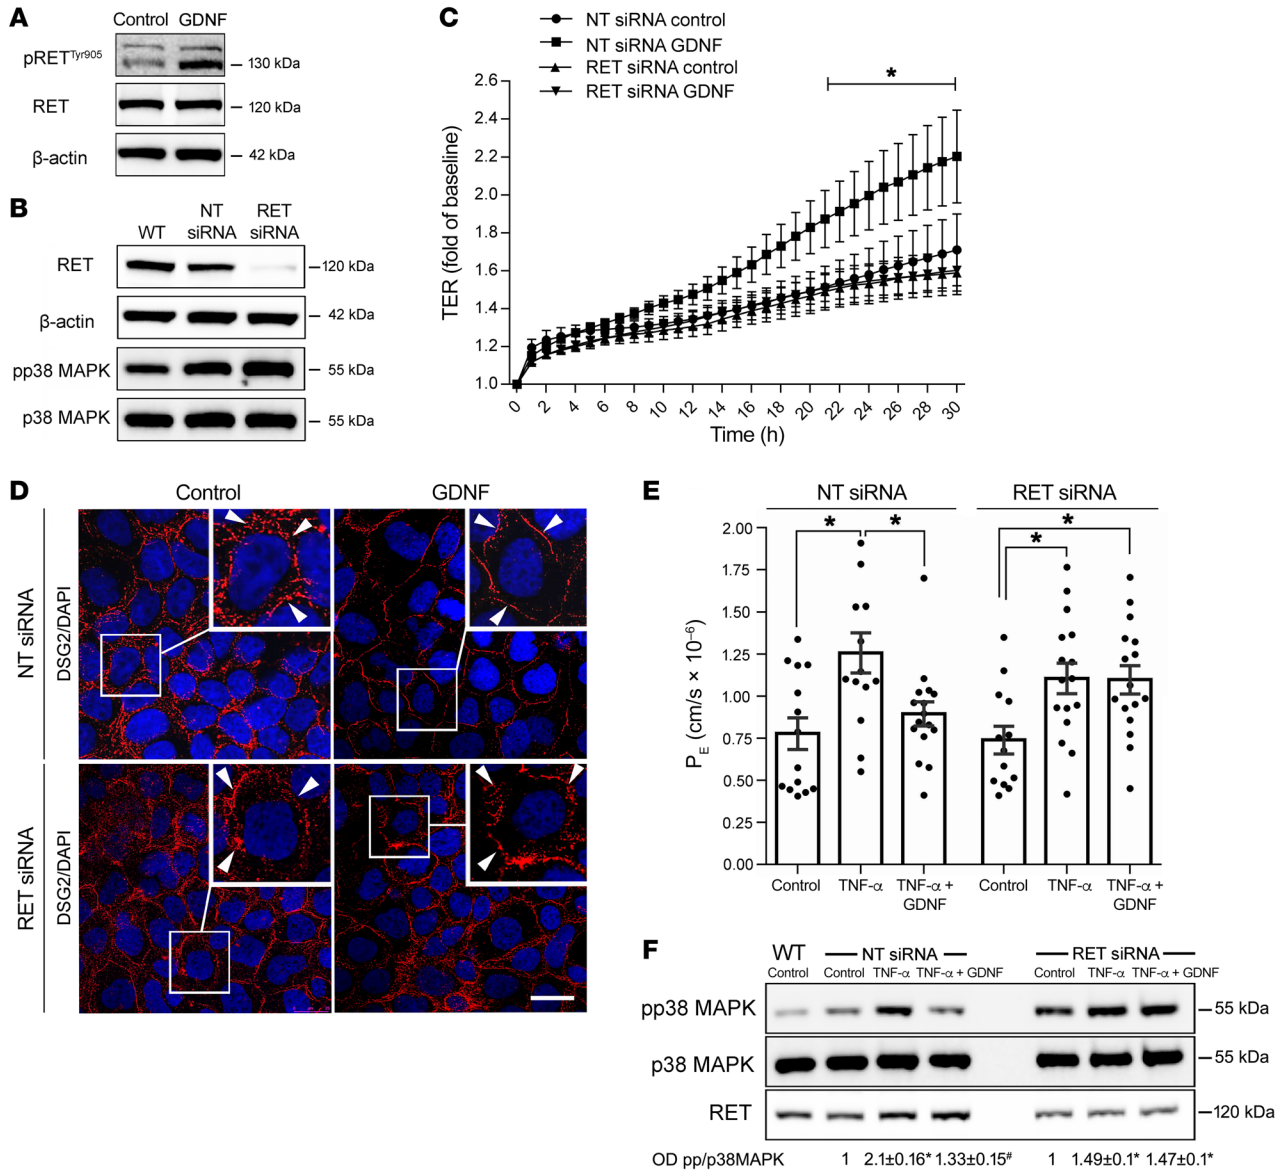 A
Control GDNF
pRETTyr905
130 kDa
RET
120 kDa
β-actin
42 kDa
B
WT
NT siRNA
RET siRNA
RET
120 kDa
β-actin
42 kDa
pp38 MAPK
55 kDa
p38 MAPK
55 kDa
C
NT siRNA control
NT siRNA GDNF
RET siRNA control
RET siRNA GDNF
*
TER (fold of baseline)
2.6
2.4
2.2
2.0
1.8
1.6
1.4
1.2
1.0
0 2 4 6 8 10 12 14 16 18 20 22 24 26 28 30
Time (h)
D
Control GDNF
NT siRNA
DSG2/DAPI
RET siRNA
DSG2/DAPI
E
NT siRNA RET siRNA
* * * *
PE (cm/s × 10–6)
2.00
1.75
1.50
1.25
1.00
0.75
0.50
0.25
0.00
Control TNF-α TNF-α + GDNF Control TNF-α TNF-α + GDNF
F
WT NT siRNA RET siRNA
Control Control TNF-α TNF-α + GDNF Control TNF-α TNF-α + GDNF
pp38 MAPK
55 kDa
p38 MAPK
55 kDa
RET
120 kDa
OD pp/p38MAPK 1 2.1±0.16* 1.33±0.15# 1 1.49±0.1* 1.47±0.1*